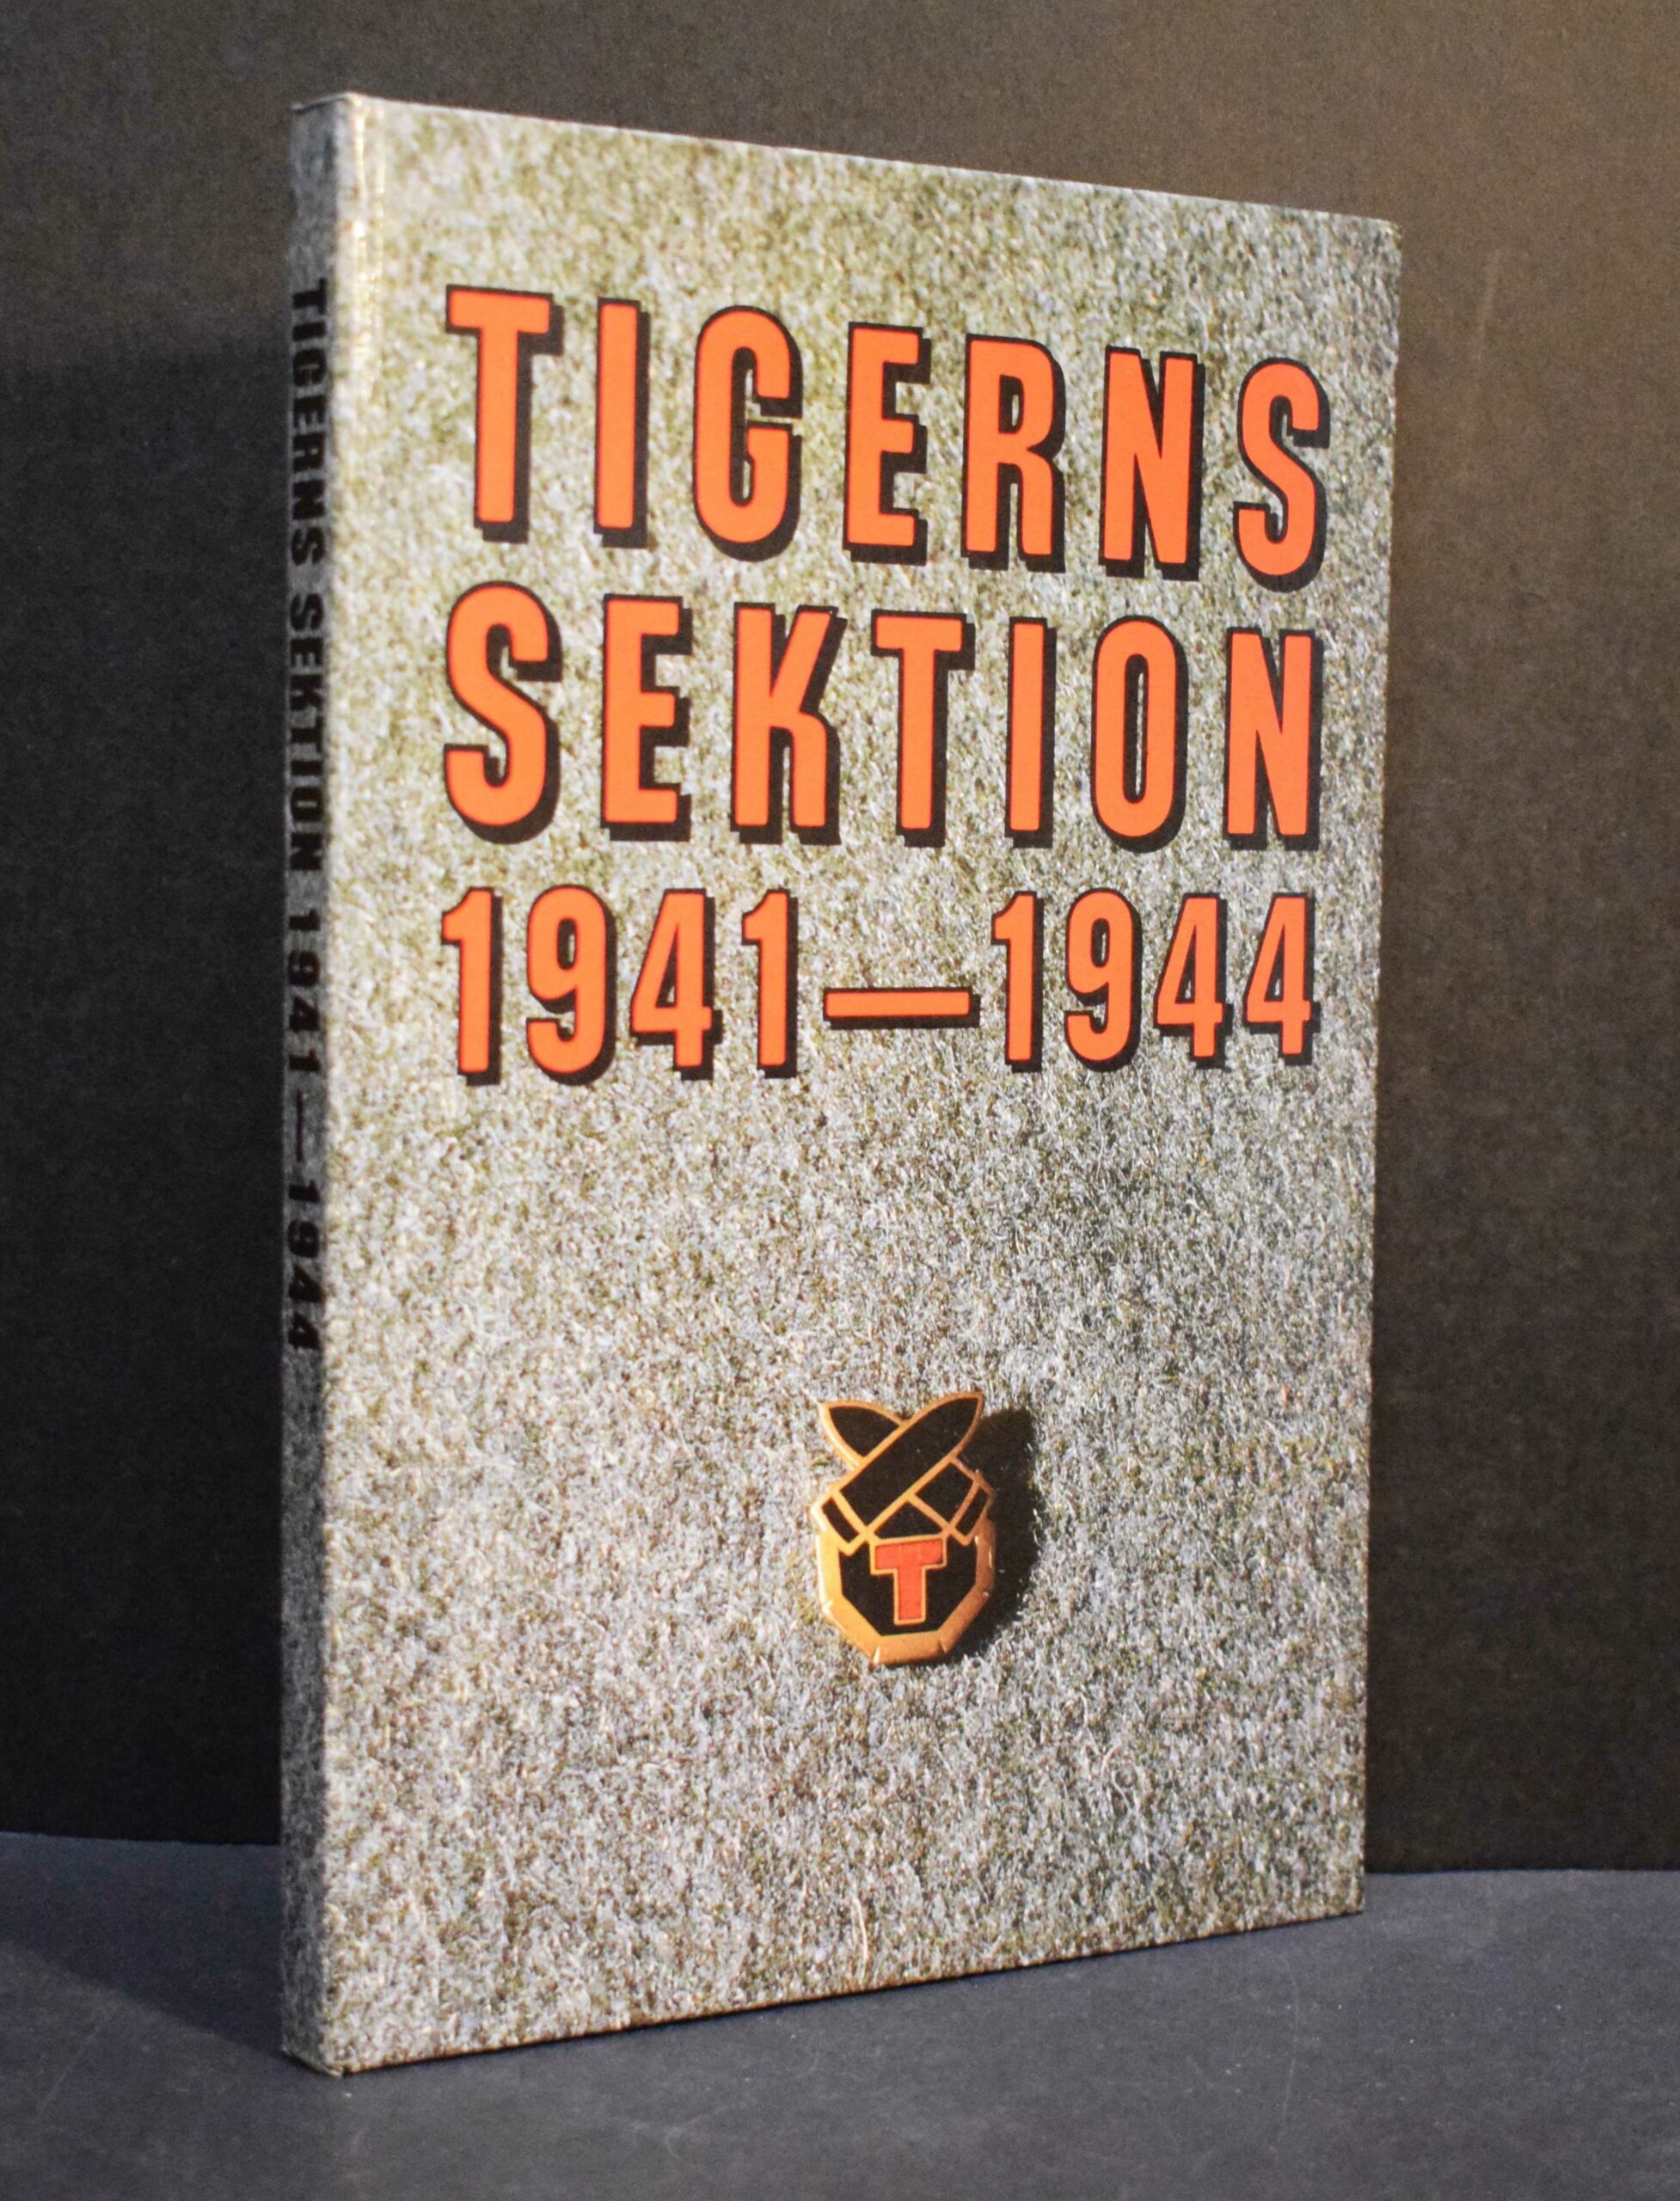 TIGERNS
SEKTION
1941—1944
T
TIGERNS SEKTION 1941—1944